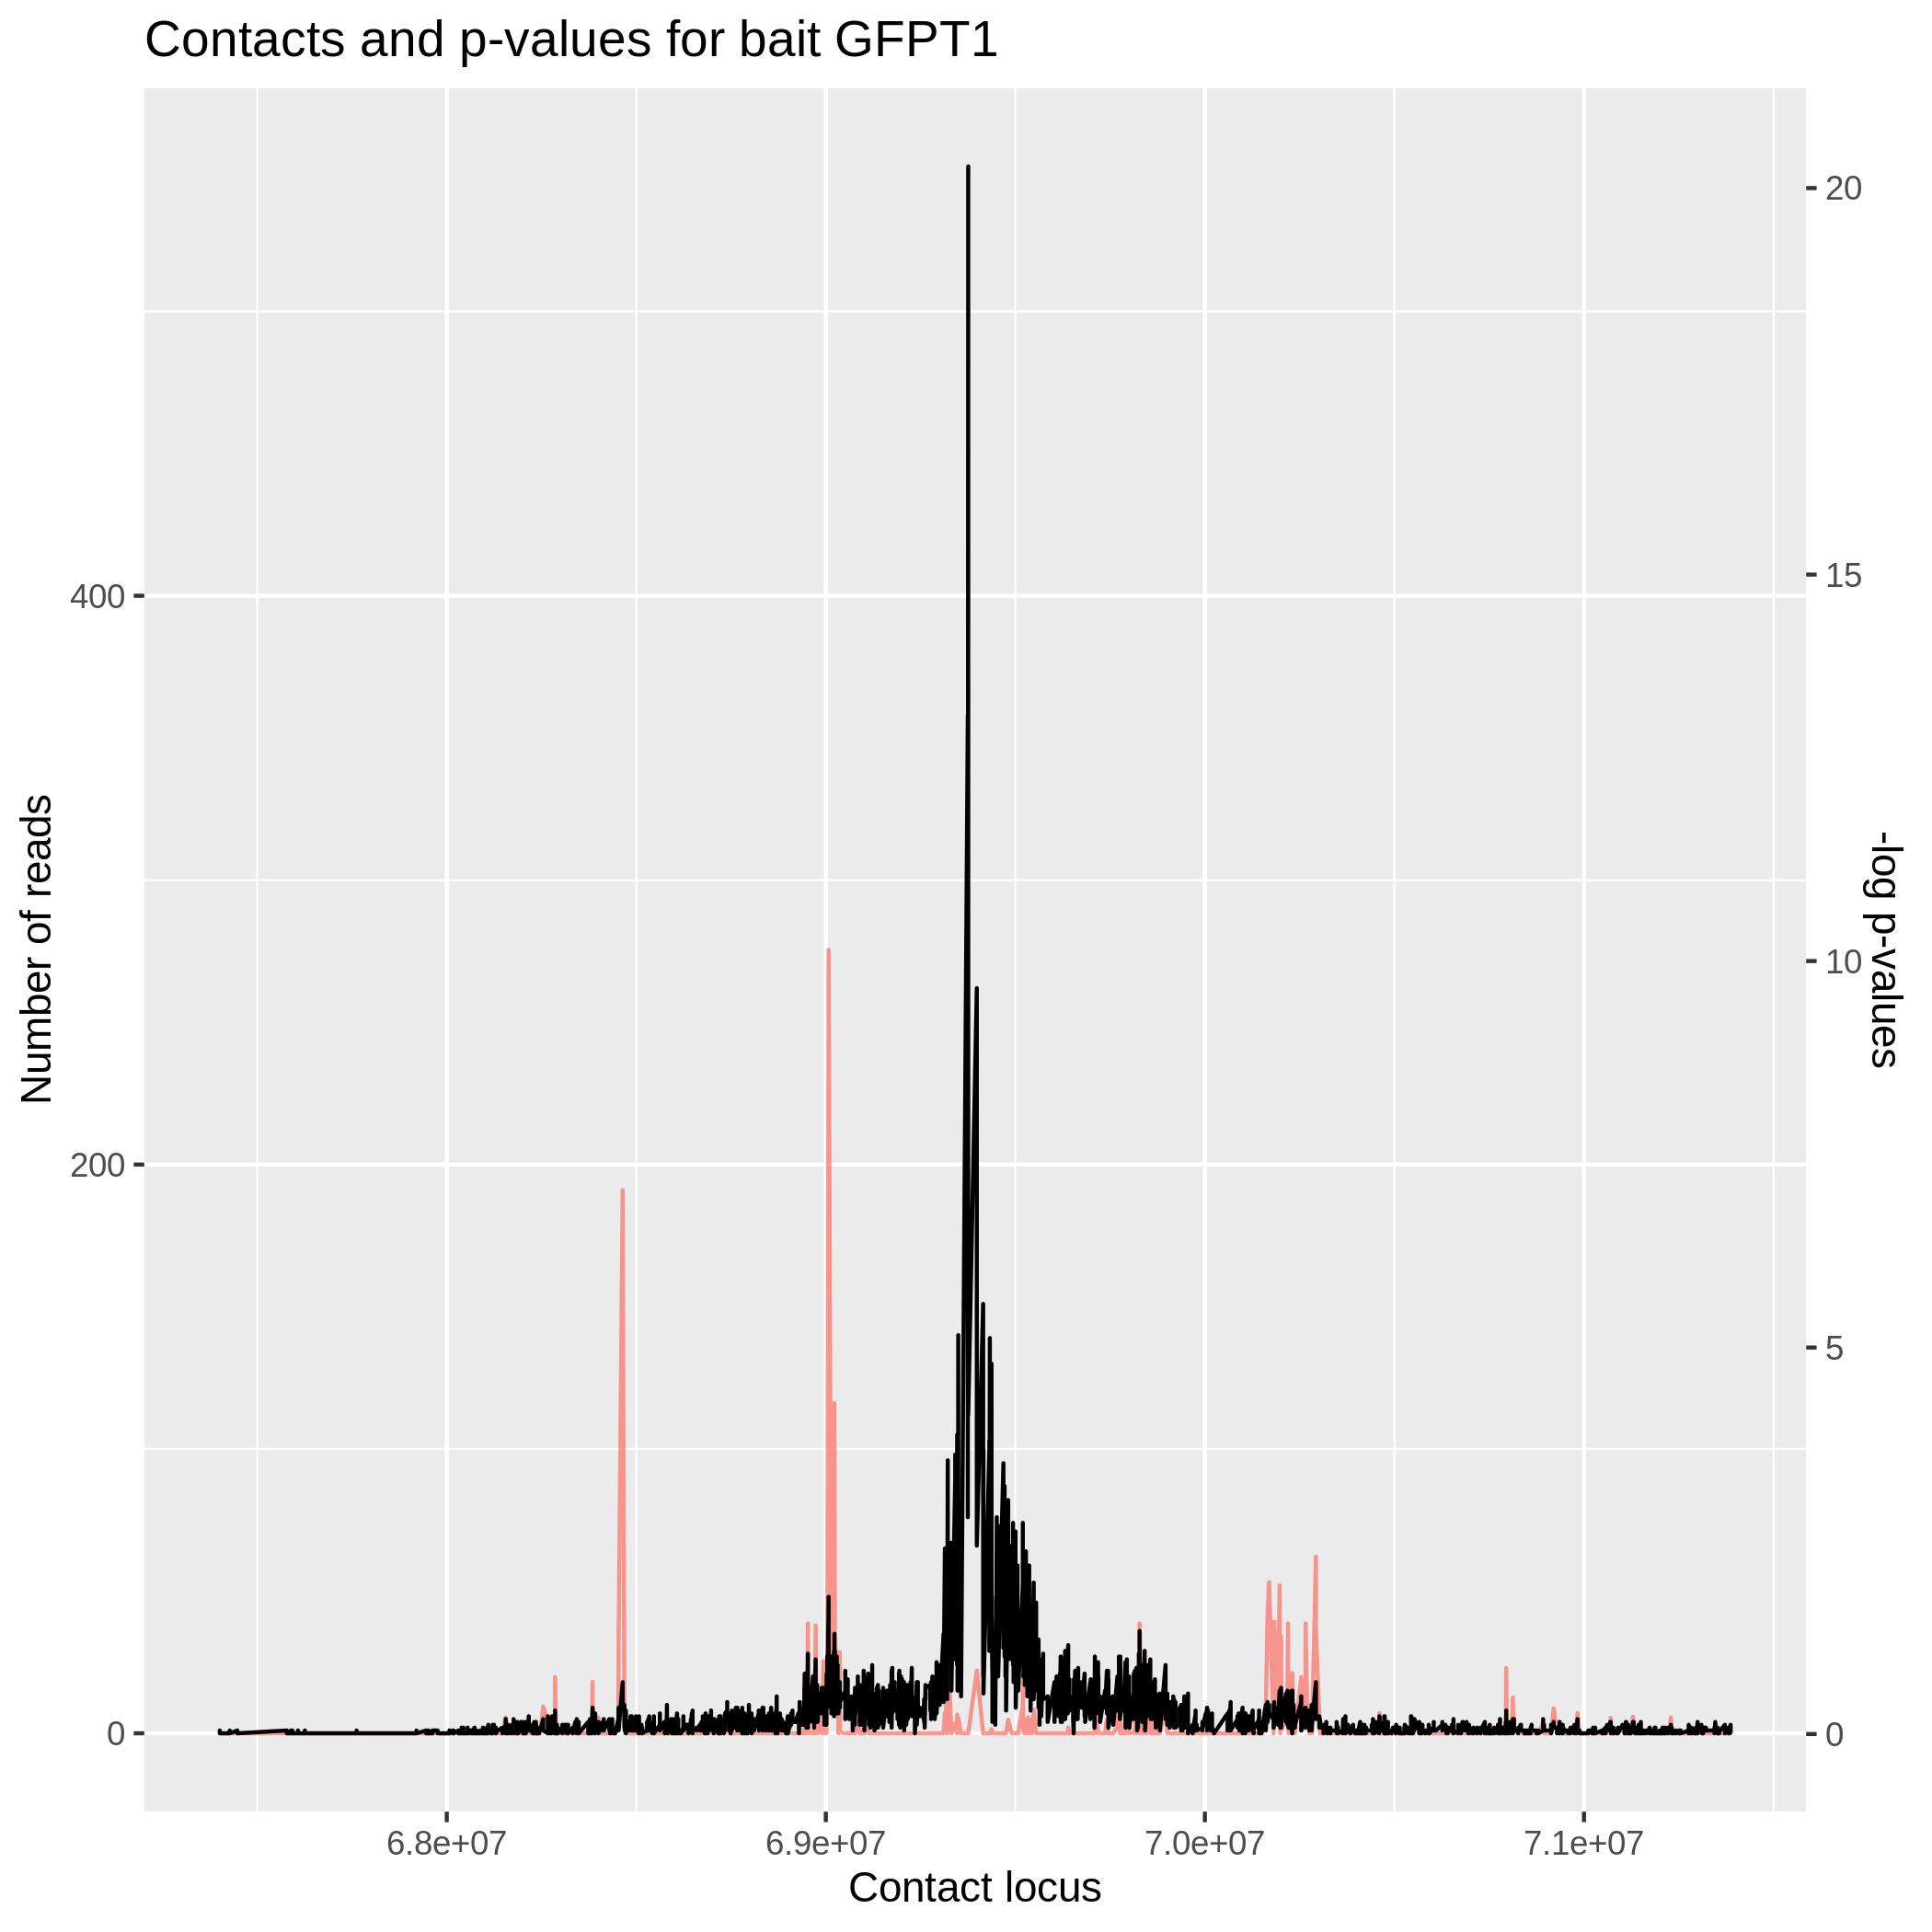 Contacts and p-values for bait GFPT1
Number of reads
400
200
0
20
15
10
5
0
-log p-values
6.8e+07
6.9e+07
7.0e+07
7.1e+07
Contact locus